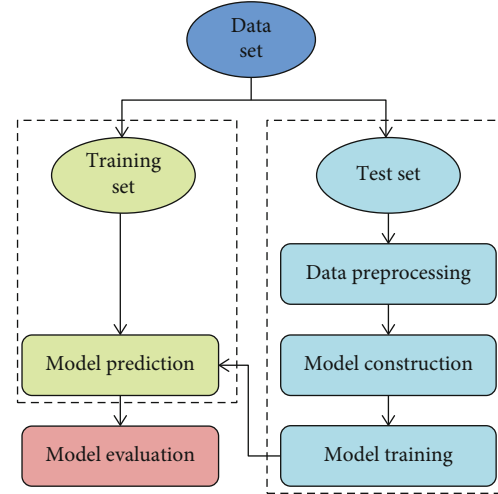 Data
set
Training
set
Test set
Data preprocessing
Model prediction
Model construction
Model evaluation
Model training